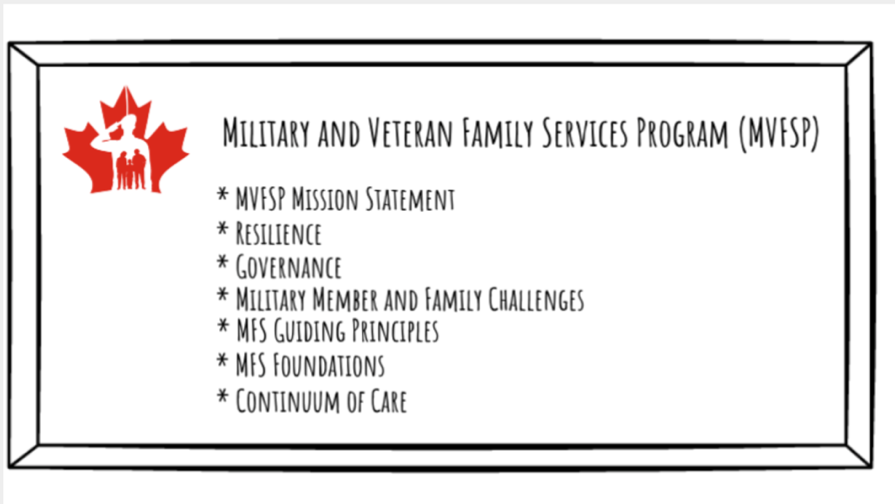 Military and Veteran Family Services Program (MVFSP)
* MVFSP Mission Statement
* Resilience
* Governance
* Military Member and Family Challenges
* MFS Guiding Principles
* MFS Foundations
* Continuum of Care